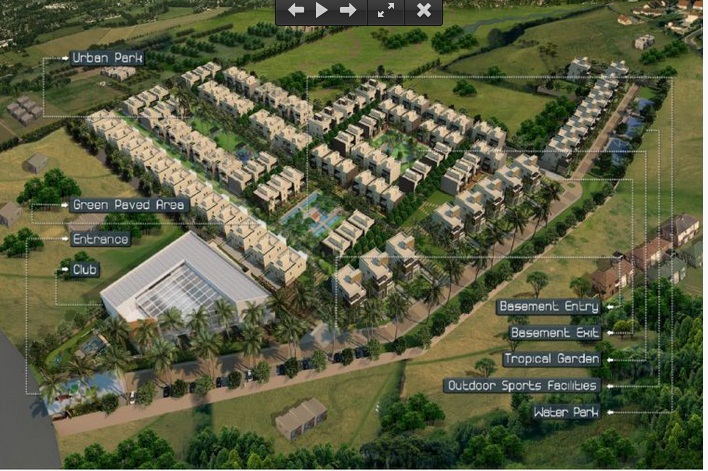 Urban Park
Green Paved Area
Entrance
Club
Basement Entry
Basement Exit
Tropical Garden
Outdoor Sports Facilities
Water Park